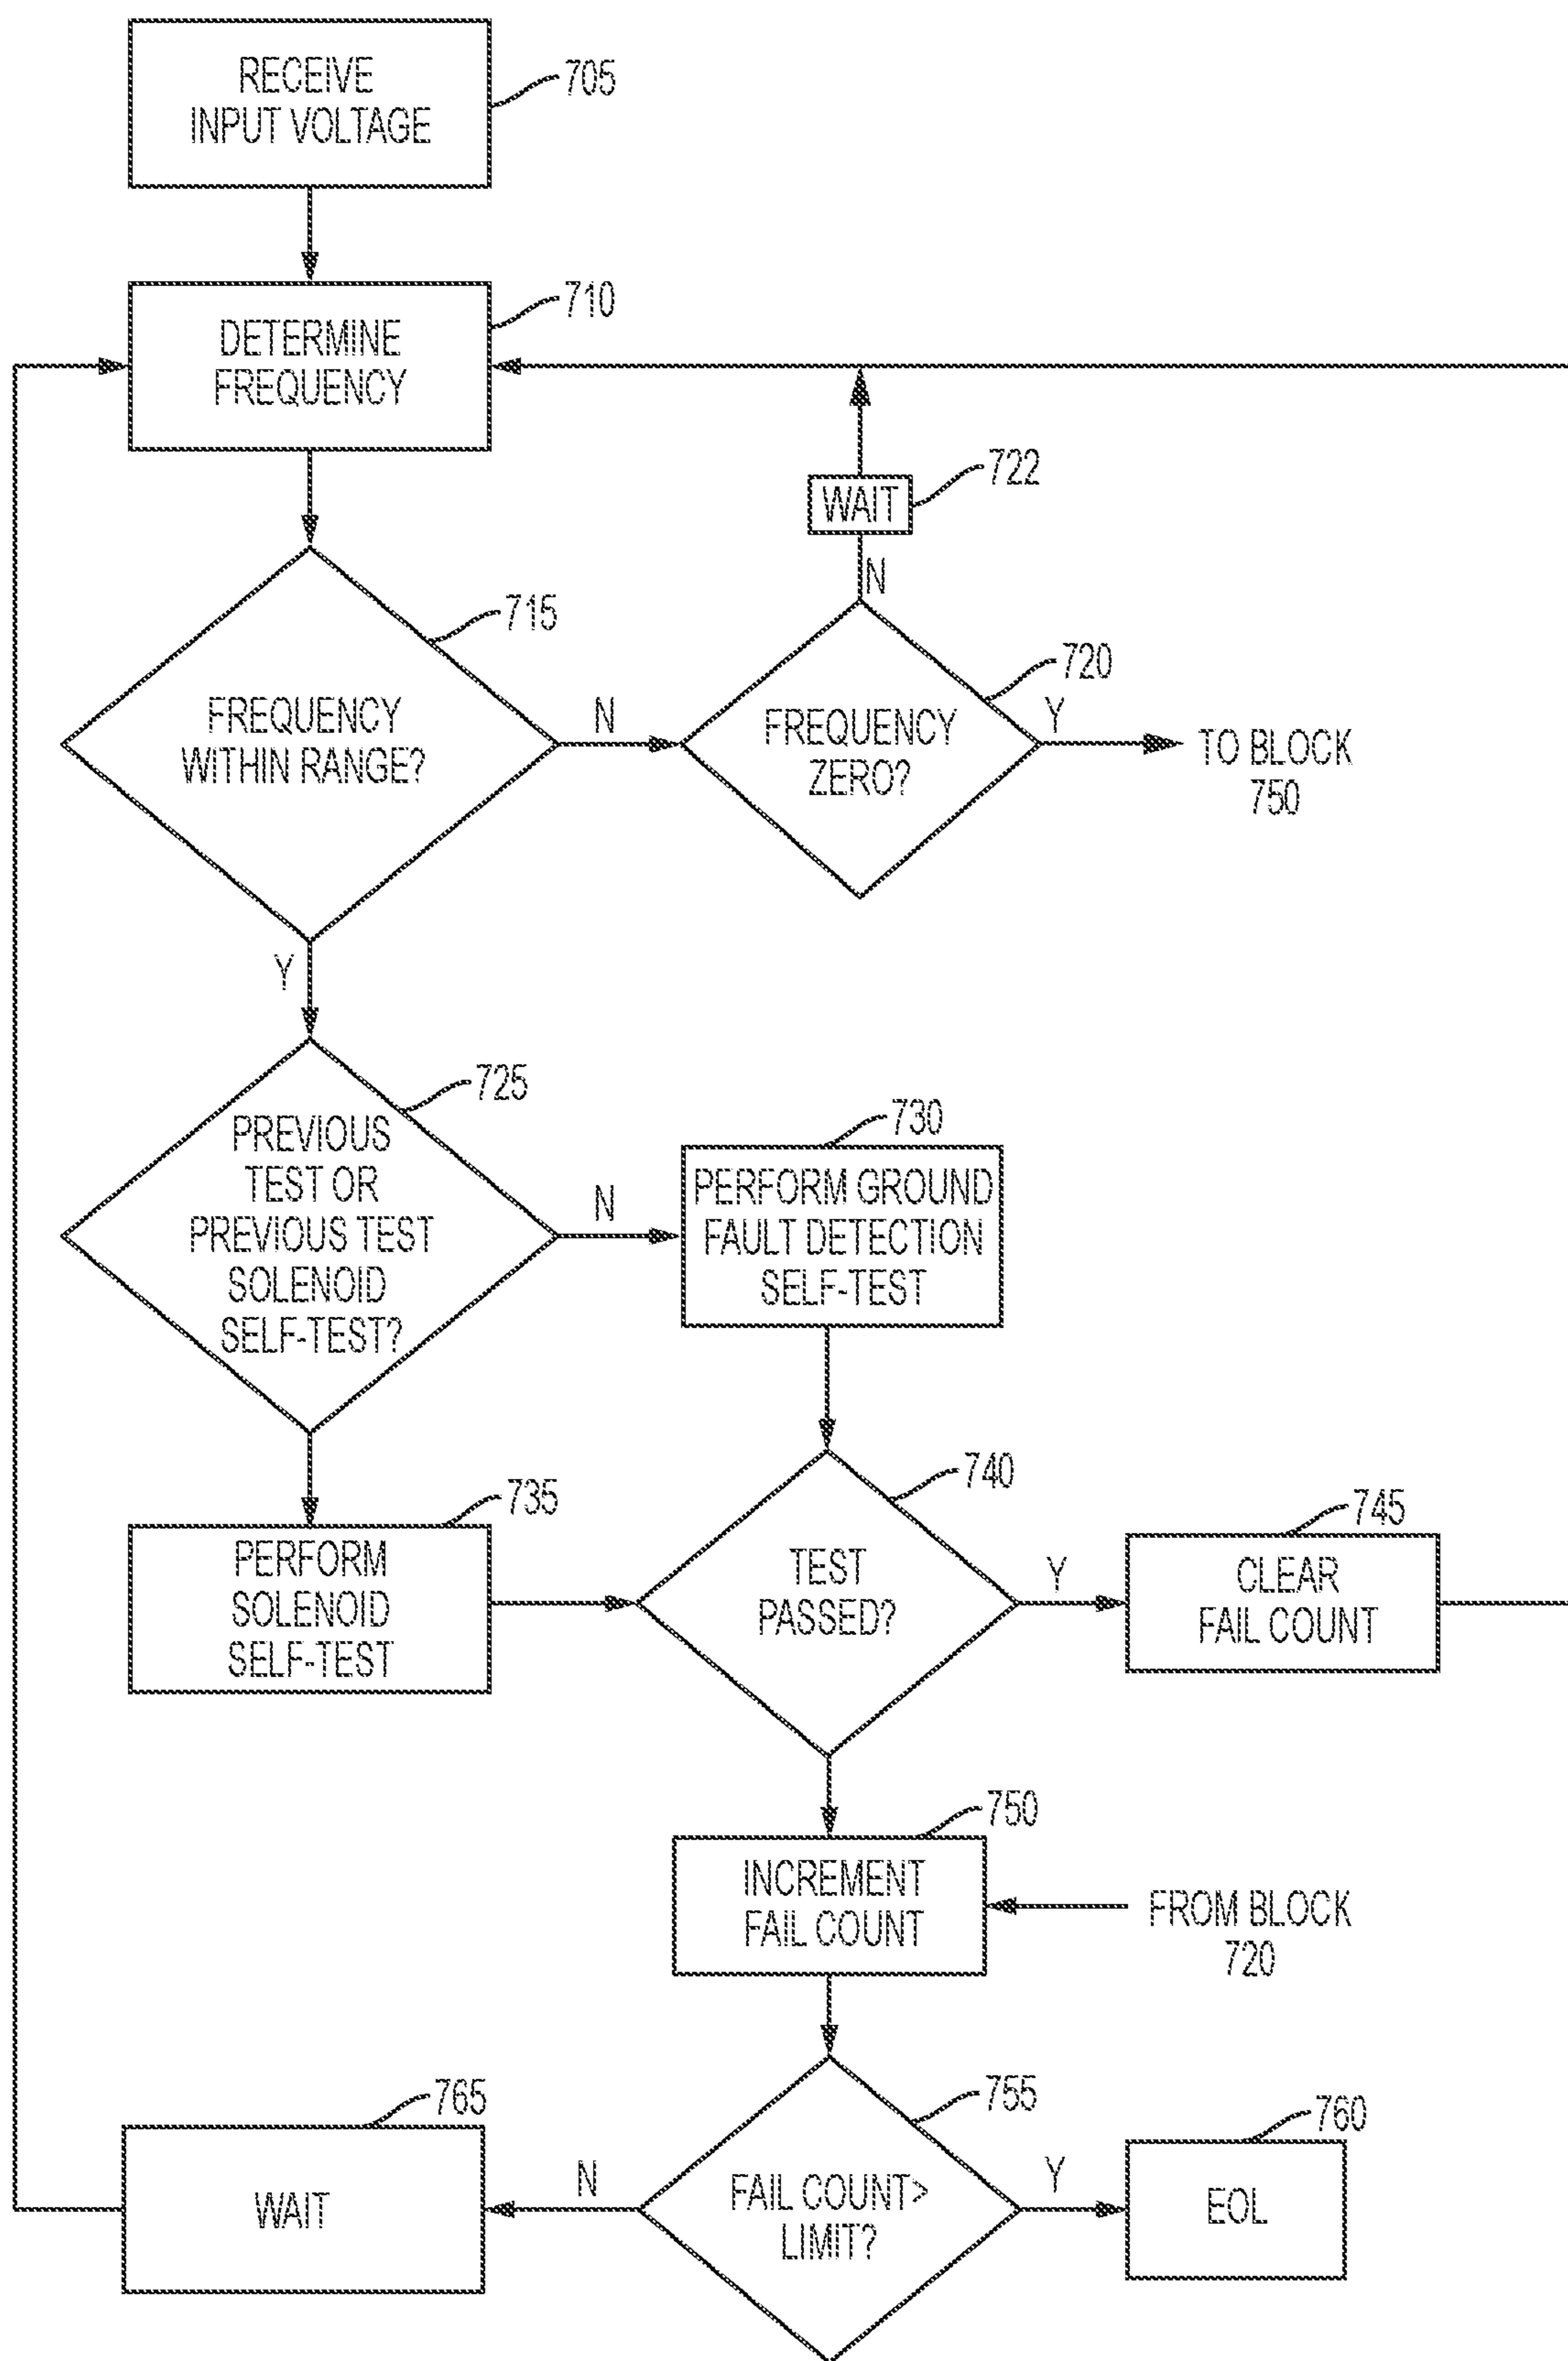 RECEIVE
INPUT VOLTAGE
705
DETERMINE
FREQUENCY
710
WAIT
722
N
FREQUENCY
WITHIN RANGE?
715
N
FREQUENCY
ZERO?
720
Y
TO BLOCK
750
Y
PREVIOUS
TEST OR
PREVIOUS TEST
SOLENOID
SELF-TEST?
725
N
730
PERFORM GROUND
FAULT DETECTION
SELF-TEST
735
PERFORM
SOLENOID
SELF-TEST
740
TEST
PASSED?
Y
745
CLEAR
FAIL COUNT
750
INCREMENT
FAIL COUNT
FROM BLOCK
720
765
WAIT
N
755
FAIL COUNT>
LIMIT?
Y
760
EOL